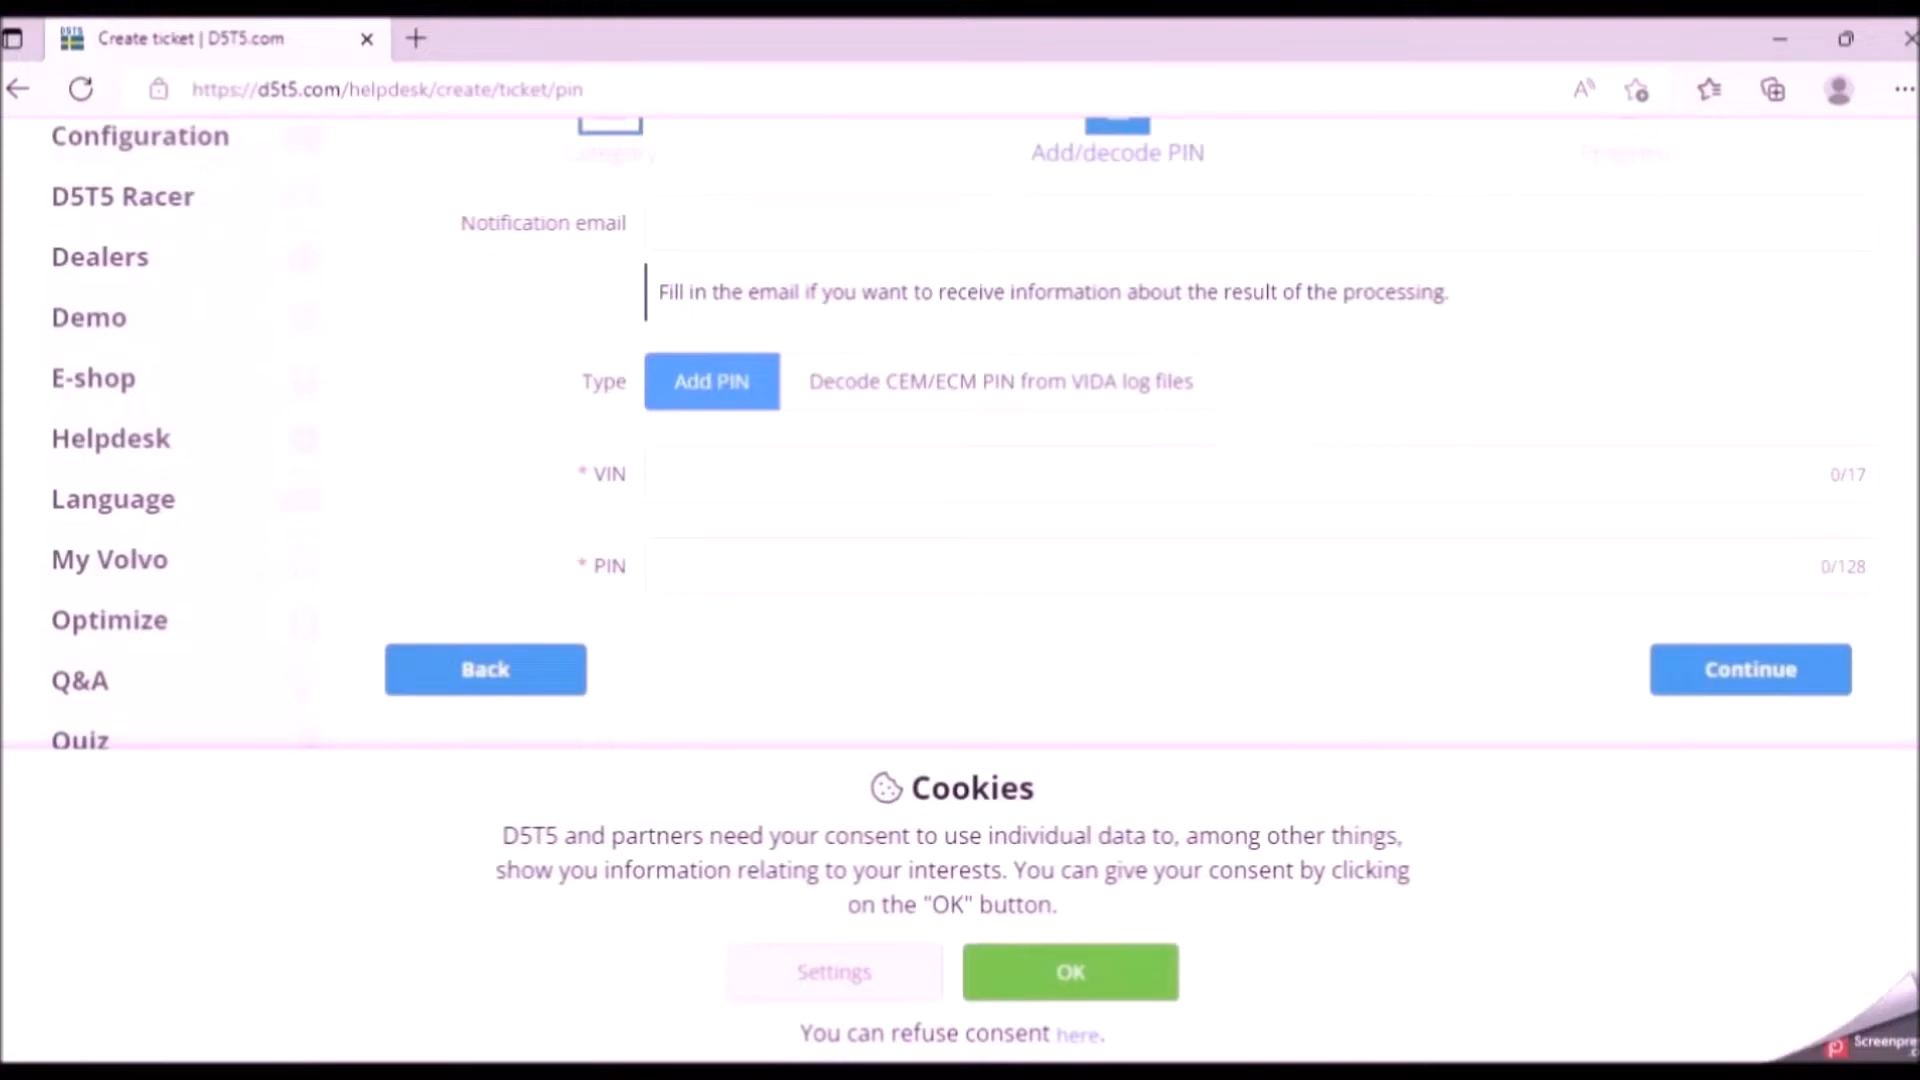 Create ticket | D5T5.com
https://d5t5.com/helpdesk/create/ticket/pin
Configuration
D5T5 Racer
Dealers
Demo
E-shop
Helpdesk
Language
My Volvo
Optimize
Q&A
Quiz
Category
Add/decode PIN
Notification email
Fill in the email if you want to receive information about the result of the processing.
Type
Add PIN
Decode CEM/ECM PIN from VIDA log files
* VIN
0/17
* PIN
0/128
Back
Continue
Cookies
D5T5 and partners need your consent to use individual data to, among other things,
show you information relating to your interests. You can give your consent by clicking
on the "OK" button.
Settings
OK
You can refuse consent here.